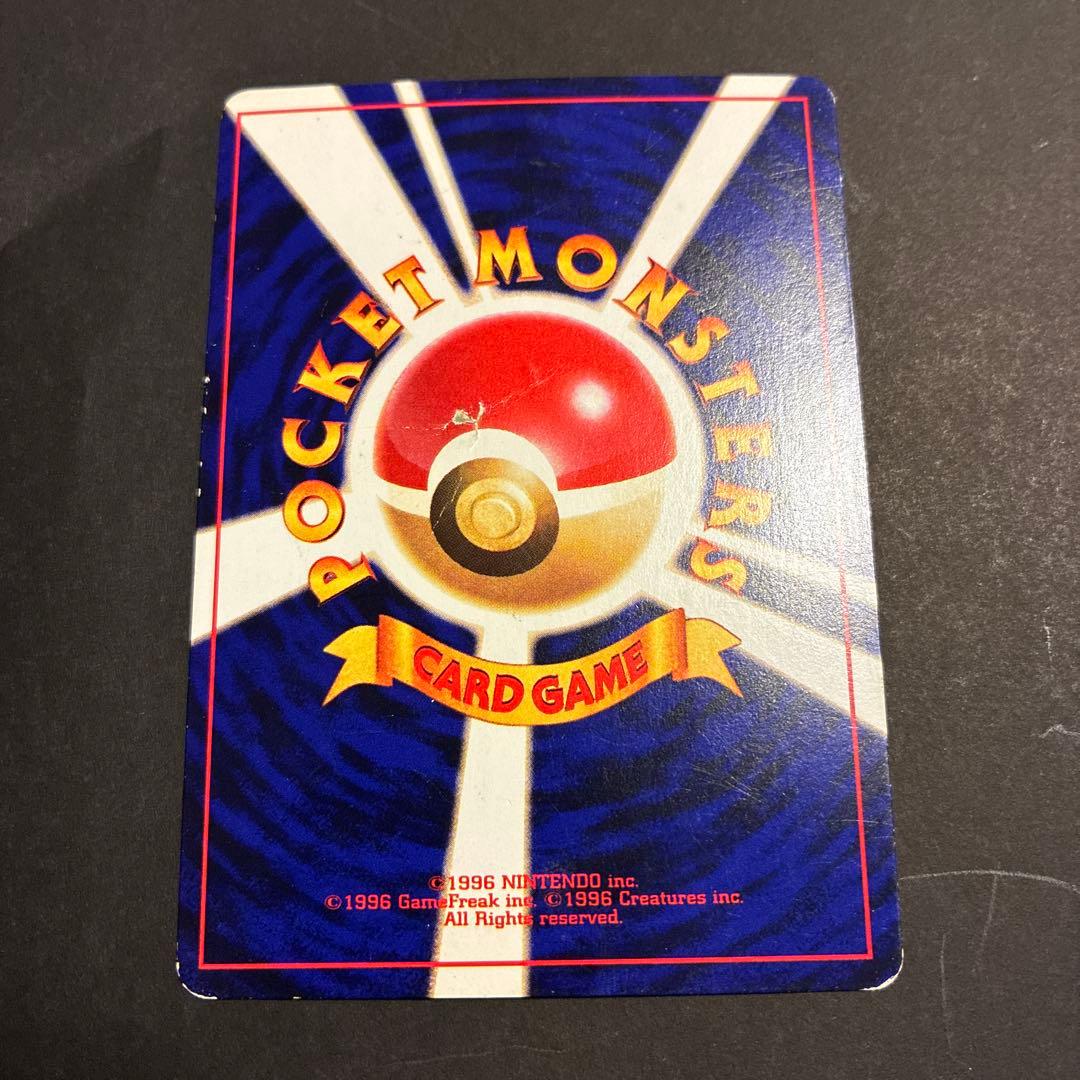 POCKET MONSTERS
CARD GAME
©1996 NINTENDO inc.
©1996 GameFreak inc. ©1996 Creatures inc.
All Rights reserved.